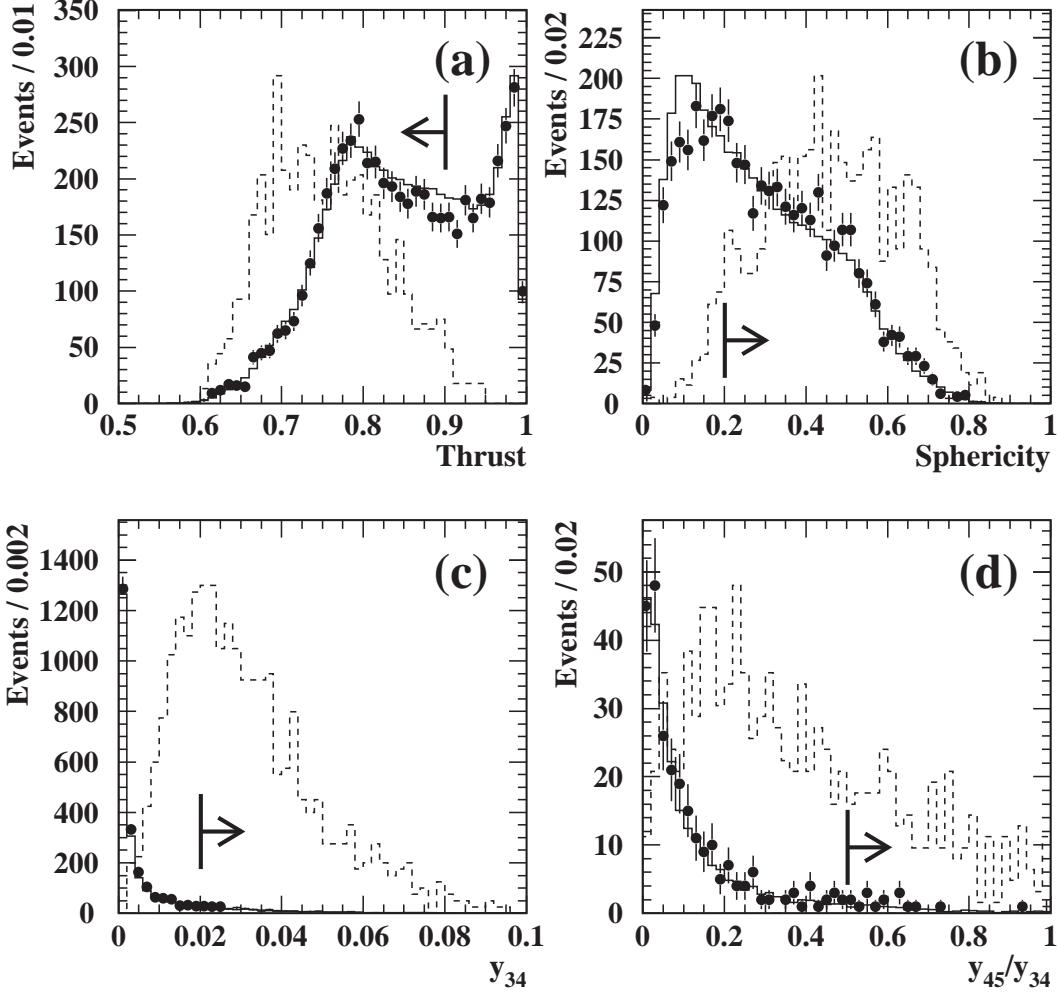 Events / 0.01
350
300
250
200
150
100
50
0
(a)
0.5 0.6 0.7 0.8 0.9 1
Thrust
Events / 0.02
225
200
175
150
125
100
75
50
25
0
(b)
0 0.2 0.4 0.6 0.8 1
Sphericity
Events / 0.002
1400
1200
1000
800
600
400
200
0
(c)
0 0.02 0.04 0.06 0.08 0.1
y34
Events / 0.02
50
40
30
20
10
0
(d)
0 0.2 0.4 0.6 0.8 1
y45/y34